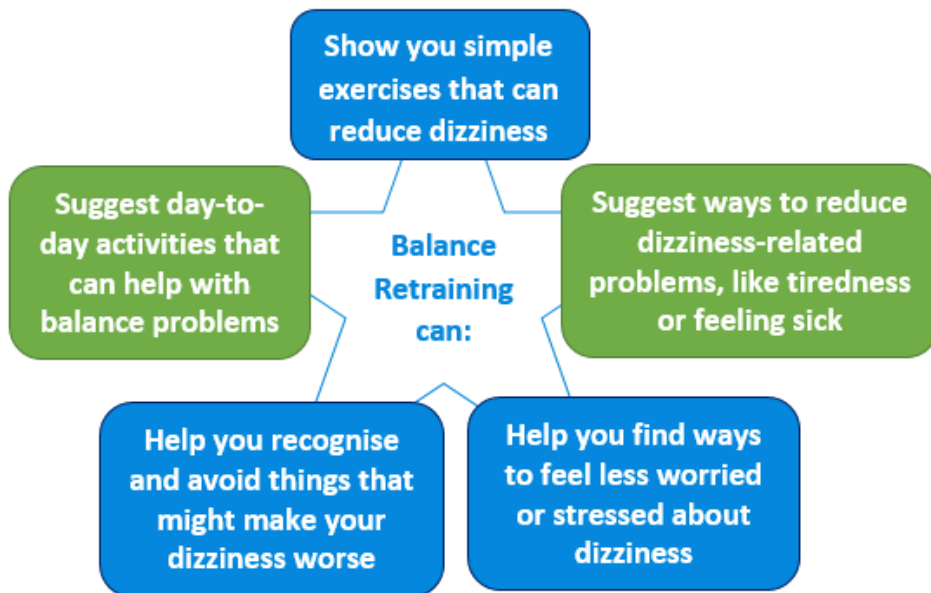 Show you simple
exercises that can
reduce dizziness
Suggest day-to-
day activities that
can help with
balance problems
Balance
Retraining
can:
Suggest ways to reduce
dizziness-related
problems, like tiredness
or feeling sick
Help you recognise
and avoid things that
might make your
dizziness worse
Help you find ways
to feel less worried
or stressed about
dizziness